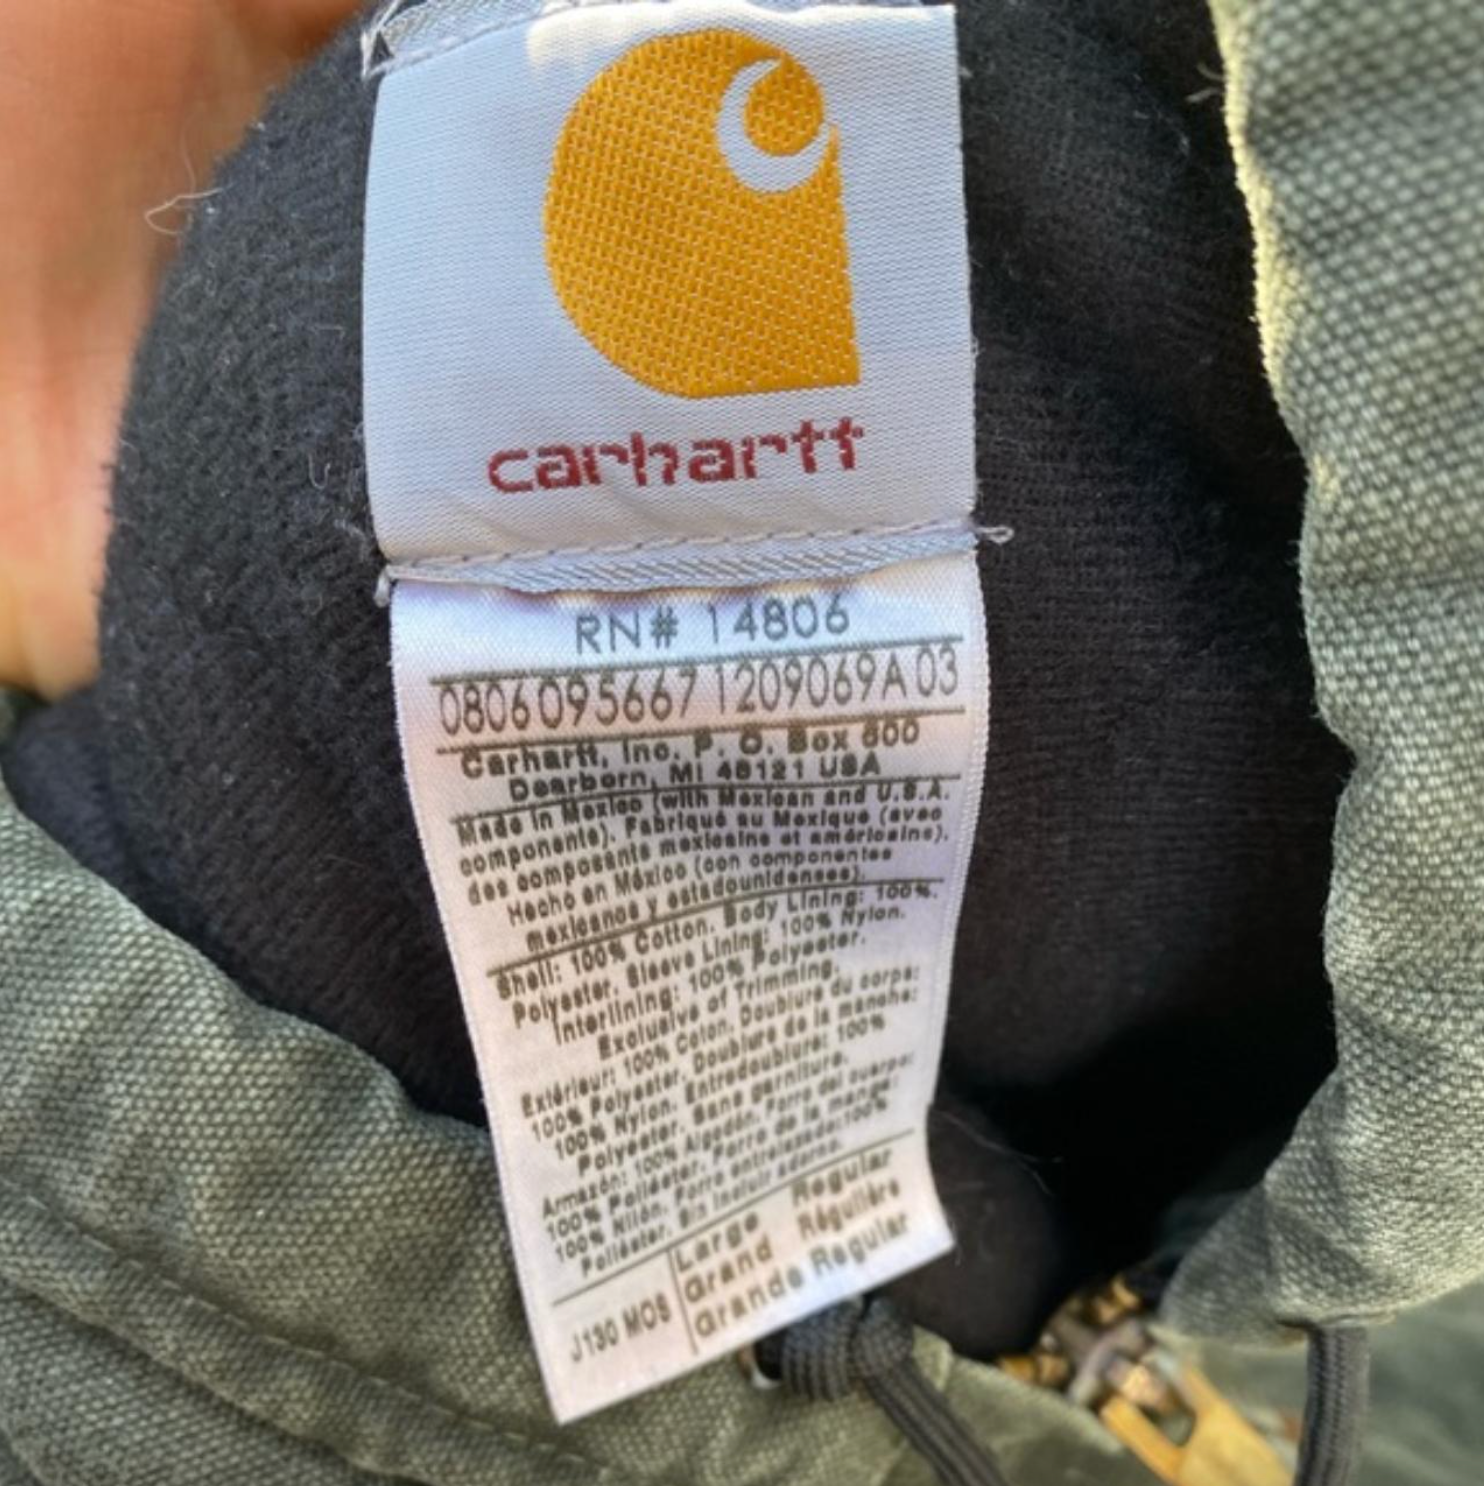 carhartt
RN# 14806
0806095667 1209069A 03
Carhartt, Inc. P. O. Box 600
Dearborn, MI 48121 USA
Made in Mexico (with Mexican and U.S.A.
components). Fabriqué au Mexique (avec
des composants mexicains et américains).
Hecho en México (con componentes
mexicanos y estadounidenses).
Shell: 100% Cotton. Body Lining: 100%
Polyester. Sleeve Lining: 100% Nylon.
Interlining: 100% Polyester.
Exclusive of Trimming.
Extérieur: 100% Coton. Doublure du corps:
100% Polyester. Doublure de la manche:
100% Nylon. Entredoublure: 100%
Polyester. Sans garniture.
Armazón: 100% Algodón. Forro del cuerpo:
100% Poliéster. Forro de la manga:
100% Nilón. Forro entretejido: 100%
Poliéster. Sin incluir adorno.
J130 MOS
Large Regular
Grand Régulière
Grande Regular